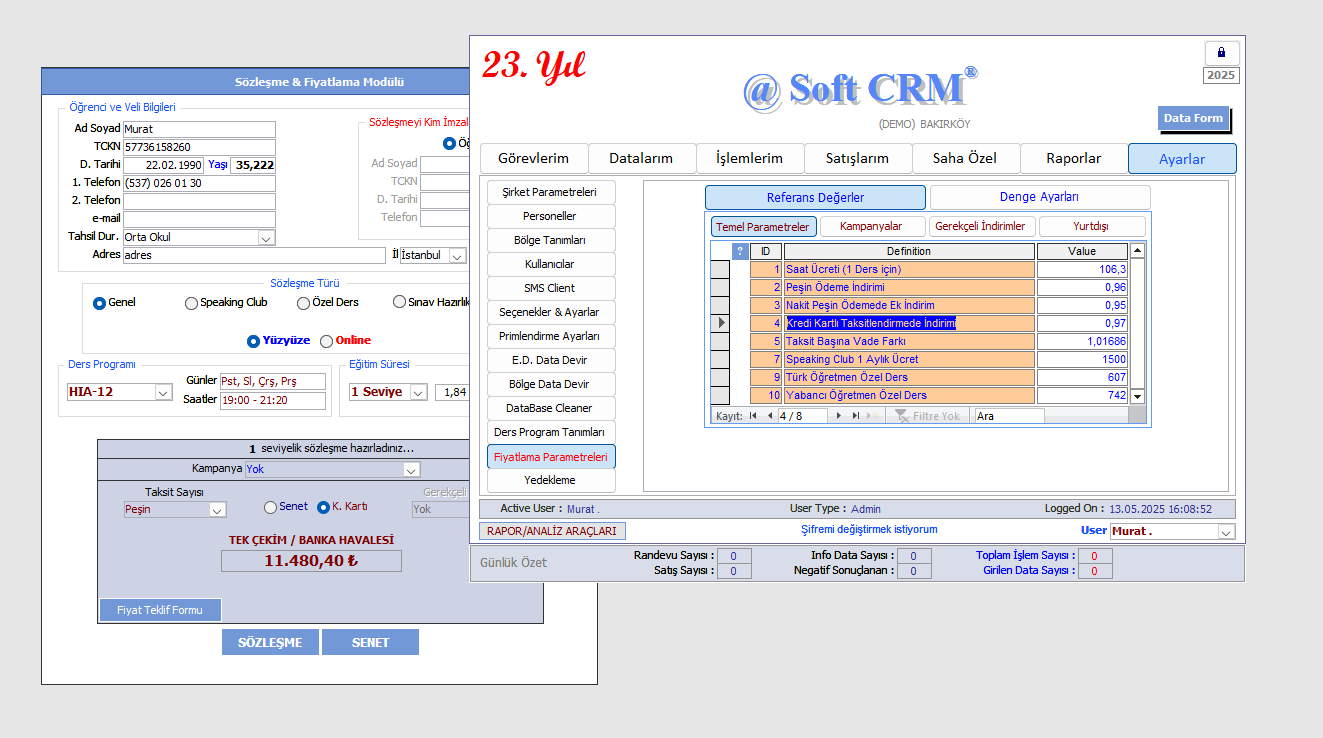 Sözleşme & Fiyatlama Modülü
Öğrenci ve Veli Bilgileri
Ad Soyad Murat
TCKN 57736158260
D. Tarihi 22.02.1990 Yaşı 35,222
1. Telefon (537) 026 01 30
2. Telefon
e-mail
Tahsil Dur. Orta Okul
Adres adres İl İstanbul
Sözleşmeyi Kim İmzala
Ad Soyad
TCKN
D. Tarihi
Telefon
Sözleşme Türü
Genel Speaking Club Özel Ders Sınav Hazırlık
Yüzyüze Online
Ders Programı
HIA-12 Günler Pst, Sl, Çrş, Prş
Saatler 19:00 - 21:20
Eğitim Süresi
1 Seviye 1,84
1 seviyelik sözleşme hazırladınız...
Kampanya Yok
Taksit Sayısı
Peşin Senet K. Kartı
Gerekçeli
Yok
TEK ÇEKİM / BANKA HAVALESİ
11.480,40 ₺
Fiyat Teklif Formu
SÖZLEŞME SENET
23. Yıl
@ Soft CRM®
(DEMO) BAKIRKÖY
2025
Data Form
Görevlerim Datalarım İşlemlerim Satışlarım Saha Özel Raporlar Ayarlar
Şirket Parametreleri
Personeller
Bölge Tanımları
Kullanıcılar
SMS Client
Seçenekler & Ayarlar
Primlendirme Ayarları
E.D. Data Devir
Bölge Data Devir
DataBase Cleaner
Ders Program Tanımları
Fiyatlama Parametreleri
Yedekleme
Referans Değerler Denge Ayarları
Temel Parametreler Kampanyalar Gerekçeli İndirimler Yurtdışı
? ID Definition Value
1 Saat Ücreti (1 Ders için) 106,3
2 Peşin Ödeme İndirimi 0,96
3 Nakit Peşin Ödemede Ek İndirim 0,95
4 Kredi Kartlı Taksitlendirmede İndirimi 0,97
5 Taksit Başına Vade Farkı 1,01686
7 Speaking Club 1 Aylık Ücret 1500
9 Türk Öğretmen Özel Ders 607
10 Yabancı Öğretmen Özel Ders 742
Kayıt: 4 / 8 Filtre Yok Ara
Active User : Murat . User Type : Admin Logged On : 13.05.2025 16:08:52
RAPOR/ANALİZ ARAÇLARI Şifremi değiştirmek istiyorum User Murat .
Günlük Özet
Randevu Sayısı : 0 Info Data Sayısı : 0 Toplam İşlem Sayısı : 0
Satış Sayısı : 0 Negatif Sonuçlanan : 0 Girilen Data Sayısı : 0